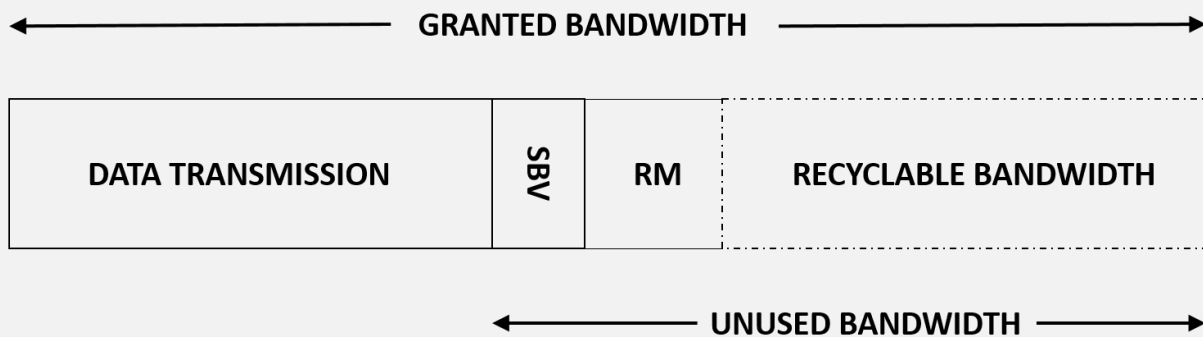 GRANTED BANDWIDTH
DATA TRANSMISSION
SBV
RM
RECYCLABLE BANDWIDTH
UNUSED BANDWIDTH